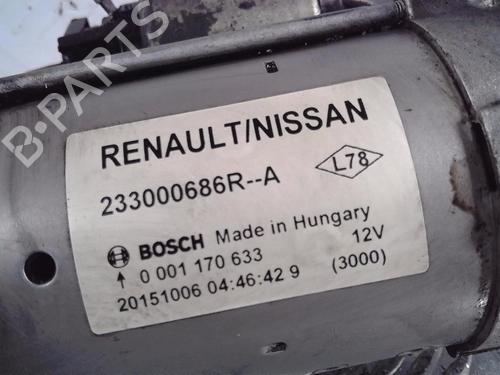 RENAULT/NISSAN
233000686R--A
L78
BOSCH Made in Hungary
0 001 170 633 12V
20151006 04:46:42 9 (3000)
B-PARTS